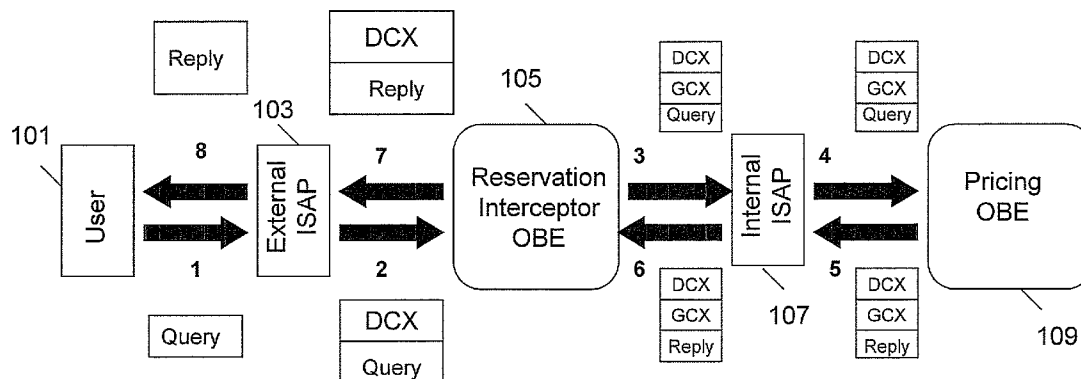 Reply
DCX
Reply
DCX
GCX
Query
DCX
GCX
Query
101
103
105
8
7
3
4
User
External
ISAP
Reservation
Interceptor
OBE
Internal
ISAP
Pricing
OBE
1
2
6
5
107
109
Query
DCX
Query
DCX
GCX
Reply
DCX
GCX
Reply